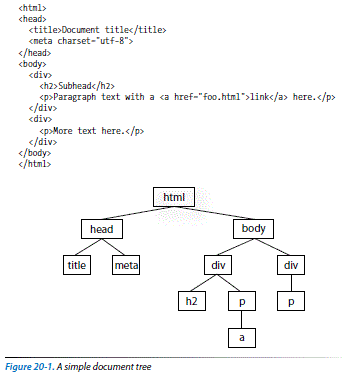 <html>
<head>
<title>Document title</title>
<meta charset="utf-8">
</head>
<body>
<div>
<h2>Subhead</h2>
<p>Paragraph text with a <a href="foo.html">link</a> here.</p>
</div>
<div>
<p>More text here.</p>
</div>
</body>
</html>
html
head body
title meta div div
h2 p p
a
Figure 20-1. A simple document tree